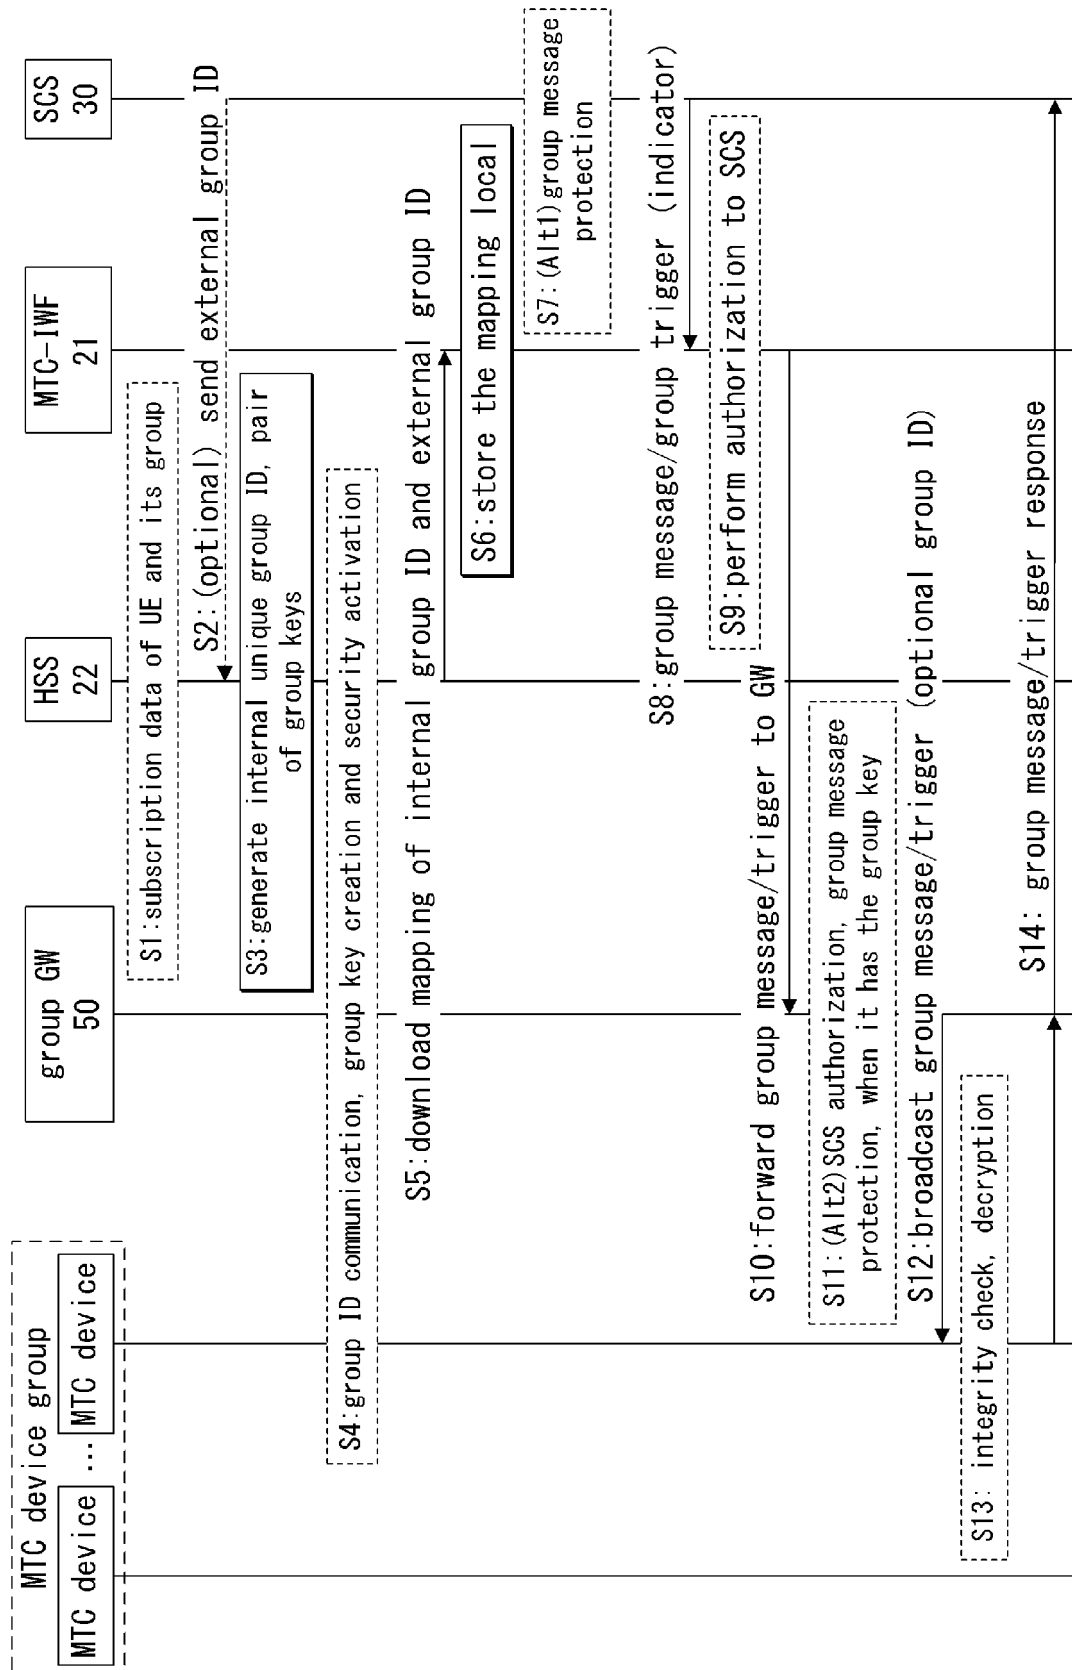 MTC device group
MTC device
...
MTC device
group GW
50
HSS
22
MTC-IWF
21
SCS
30
S1:subscription data of UE and its group
S2:(optional) send external group ID
S3:generate internal unique group ID, pair
of group keys
S4:group ID communication, group key creation and security activation
S5:download mapping of internal group ID and external group ID
S6:store the mapping local
S7:(Alt1)group message
protection
S8:group message/group trigger (indicator)
S9:perform authorization to SCS
S10:forward group message/trigger to GW
S11:(Alt2)SCS authorization, group message
protection, when it has the group key
S12:broadcast group message/trigger (optional group ID)
S13: integrity check, decryption
S14: group message/trigger response